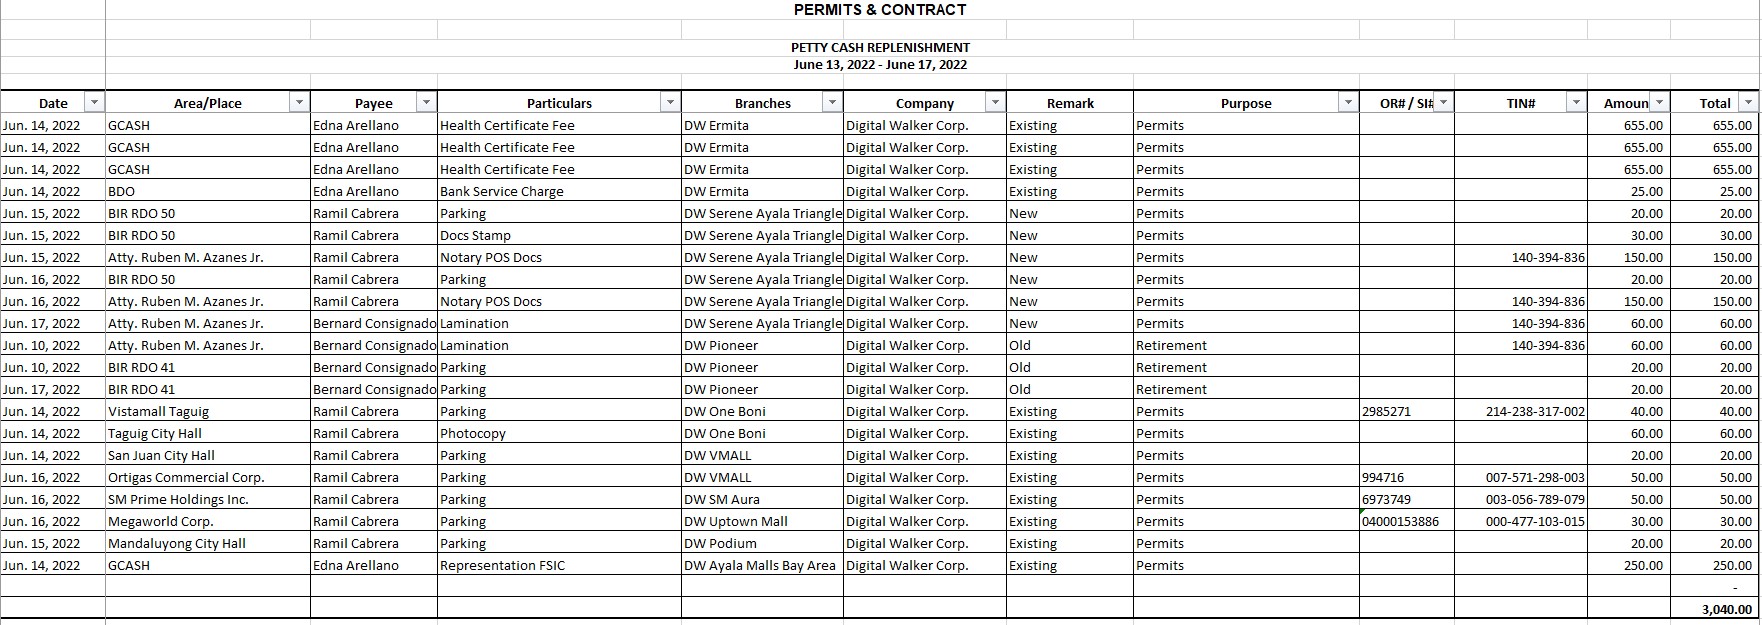 PERMITS & CONTRACT
PETTY CASH REPLENISHMENT
June 13, 2022 - June 17, 2022
Date Area/Place Payee Particulars Branches Company Remark Purpose OR# / SI# TIN# Amoun Total
Jun. 14, 2022 GCASH Edna Arellano Health Certificate Fee DW Ermita Digital Walker Corp. Existing Permits 655.00 655.00
Jun. 14, 2022 GCASH Edna Arellano Health Certificate Fee DW Ermita Digital Walker Corp. Existing Permits 655.00 655.00
Jun. 14, 2022 GCASH Edna Arellano Health Certificate Fee DW Ermita Digital Walker Corp. Existing Permits 655.00 655.00
Jun. 14, 2022 BDO Edna Arellano Bank Service Charge DW Ermita Digital Walker Corp. Existing Permits 25.00 25.00
Jun. 15, 2022 BIR RDO 50 Ramil Cabrera Parking DW Serene Ayala Triangle Digital Walker Corp. New Permits 20.00 20.00
Jun. 15, 2022 BIR RDO 50 Ramil Cabrera Docs Stamp DW Serene Ayala Triangle Digital Walker Corp. New Permits 30.00 30.00
Jun. 15, 2022 Atty. Ruben M. Azanes Jr. Ramil Cabrera Notary POS Docs DW Serene Ayala Triangle Digital Walker Corp. New Permits 140-394-836 150.00 150.00
Jun. 16, 2022 BIR RDO 50 Ramil Cabrera Parking DW Serene Ayala Triangle Digital Walker Corp. New Permits 20.00 20.00
Jun. 16, 2022 Atty. Ruben M. Azanes Jr. Ramil Cabrera Notary POS Docs DW Serene Ayala Triangle Digital Walker Corp. New Permits 140-394-836 150.00 150.00
Jun. 17, 2022 Atty. Ruben M. Azanes Jr. Bernard Consignado Lamination DW Serene Ayala Triangle Digital Walker Corp. New Permits 140-394-836 60.00 60.00
Jun. 10, 2022 Atty. Ruben M. Azanes Jr. Bernard Consignado Lamination DW Pioneer Digital Walker Corp. Old Retirement 140-394-836 60.00 60.00
Jun. 10, 2022 BIR RDO 41 Bernard Consignado Parking DW Pioneer Digital Walker Corp. Old Retirement 20.00 20.00
Jun. 17, 2022 BIR RDO 41 Bernard Consignado Parking DW Pioneer Digital Walker Corp. Old Retirement 20.00 20.00
Jun. 14, 2022 Vistamall Taguig Ramil Cabrera Parking DW One Boni Digital Walker Corp. Existing Permits 2985271 214-238-317-002 40.00 40.00
Jun. 14, 2022 Taguig City Hall Ramil Cabrera Photocopy DW One Boni Digital Walker Corp. Existing Permits 60.00 60.00
Jun. 14, 2022 San Juan City Hall Ramil Cabrera Parking DW VMALL Digital Walker Corp. Existing Permits 20.00 20.00
Jun. 16, 2022 Ortigas Commercial Corp. Ramil Cabrera Parking DW VMALL Digital Walker Corp. Existing Permits 994716 007-571-298-003 50.00 50.00
Jun. 16, 2022 SM Prime Holdings Inc. Ramil Cabrera Parking DW SM Aura Digital Walker Corp. Existing Permits 6973749 003-056-789-079 50.00 50.00
Jun. 16, 2022 Megaworld Corp. Ramil Cabrera Parking DW Uptown Mall Digital Walker Corp. Existing Permits 04000153886 000-477-103-015 30.00 30.00
Jun. 15, 2022 Mandaluyong City Hall Ramil Cabrera Parking DW Podium Digital Walker Corp. Existing Permits 20.00 20.00
Jun. 14, 2022 GCASH Edna Arellano Representation FSIC DW Ayala Malls Bay Area Digital Walker Corp. Existing Permits 250.00 250.00
-
3,040.00